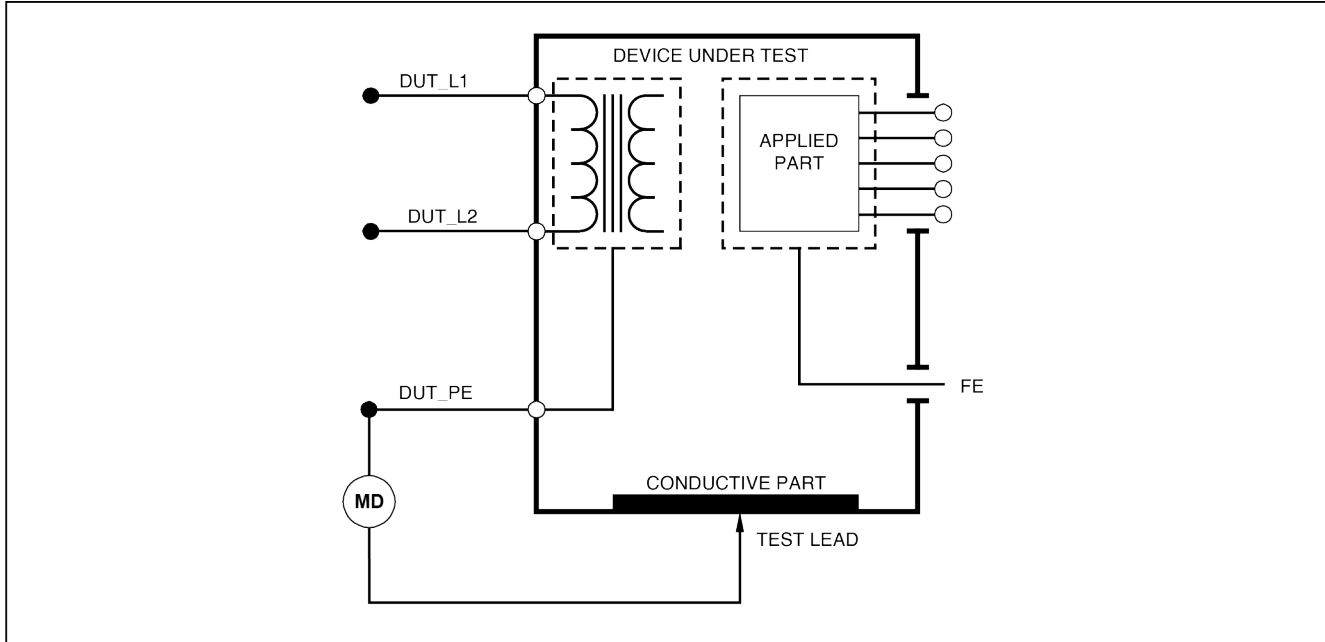 DEVICE UNDER TEST
DUT_L1
APPLIED
PART
DUT_L2
DUT_PE
FE
CONDUCTIVE PART
MD
TEST LEAD